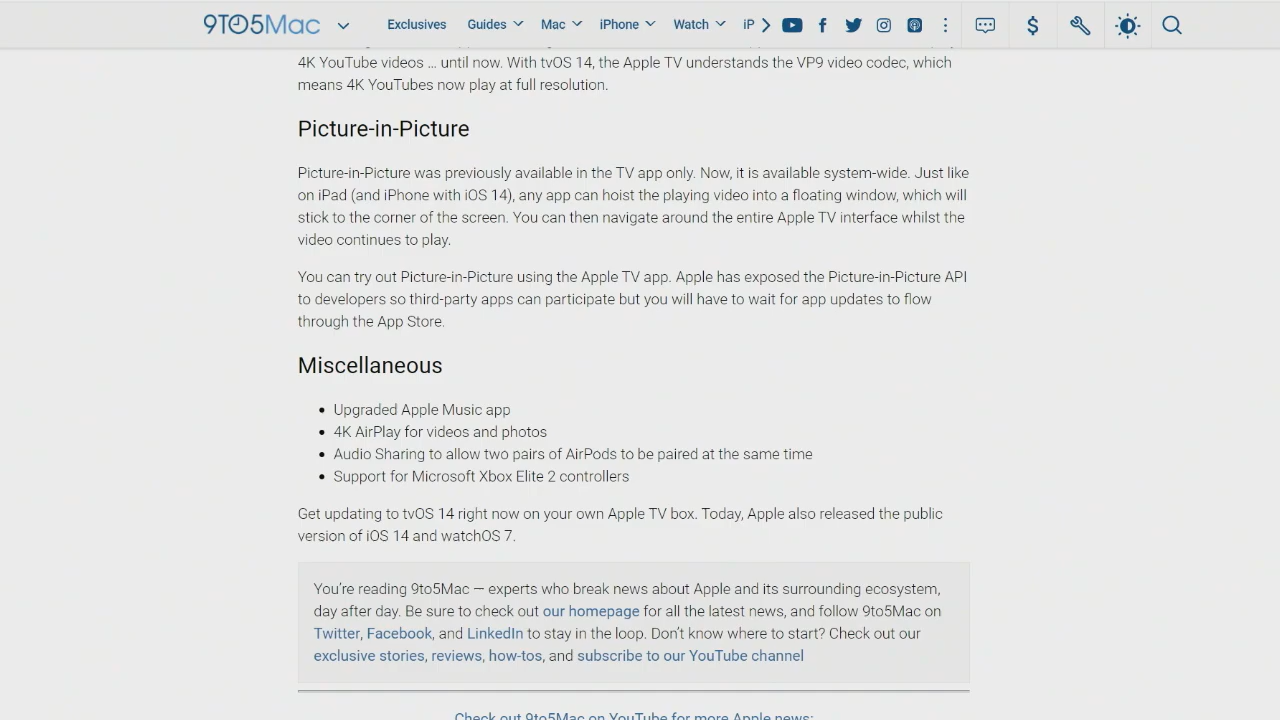 9TO5Mac
Exclusives Guides Mac iPhone Watch iP
4K YouTube videos … until now. With tvOS 14, the Apple TV understands the VP9 video codec, which
means 4K YouTubes now play at full resolution.
Picture-in-Picture
Picture-in-Picture was previously available in the TV app only. Now, it is available system-wide. Just like
on iPad (and iPhone with iOS 14), any app can hoist the playing video into a floating window, which will
stick to the corner of the screen. You can then navigate around the entire Apple TV interface whilst the
video continues to play.
You can try out Picture-in-Picture using the Apple TV app. Apple has exposed the Picture-in-Picture API
to developers so third-party apps can participate but you will have to wait for app updates to flow
through the App Store.
Miscellaneous
• Upgraded Apple Music app
• 4K AirPlay for videos and photos
• Audio Sharing to allow two pairs of AirPods to be paired at the same time
• Support for Microsoft Xbox Elite 2 controllers
Get updating to tvOS 14 right now on your own Apple TV box. Today, Apple also released the public
version of iOS 14 and watchOS 7.
You're reading 9to5Mac — experts who break news about Apple and its surrounding ecosystem,
day after day. Be sure to check out our homepage for all the latest news, and follow 9to5Mac on
Twitter, Facebook, and LinkedIn to stay in the loop. Don't know where to start? Check out our
exclusive stories, reviews, how-tos, and subscribe to our YouTube channel
Check out 9to5Mac on YouTube for more Apple news: